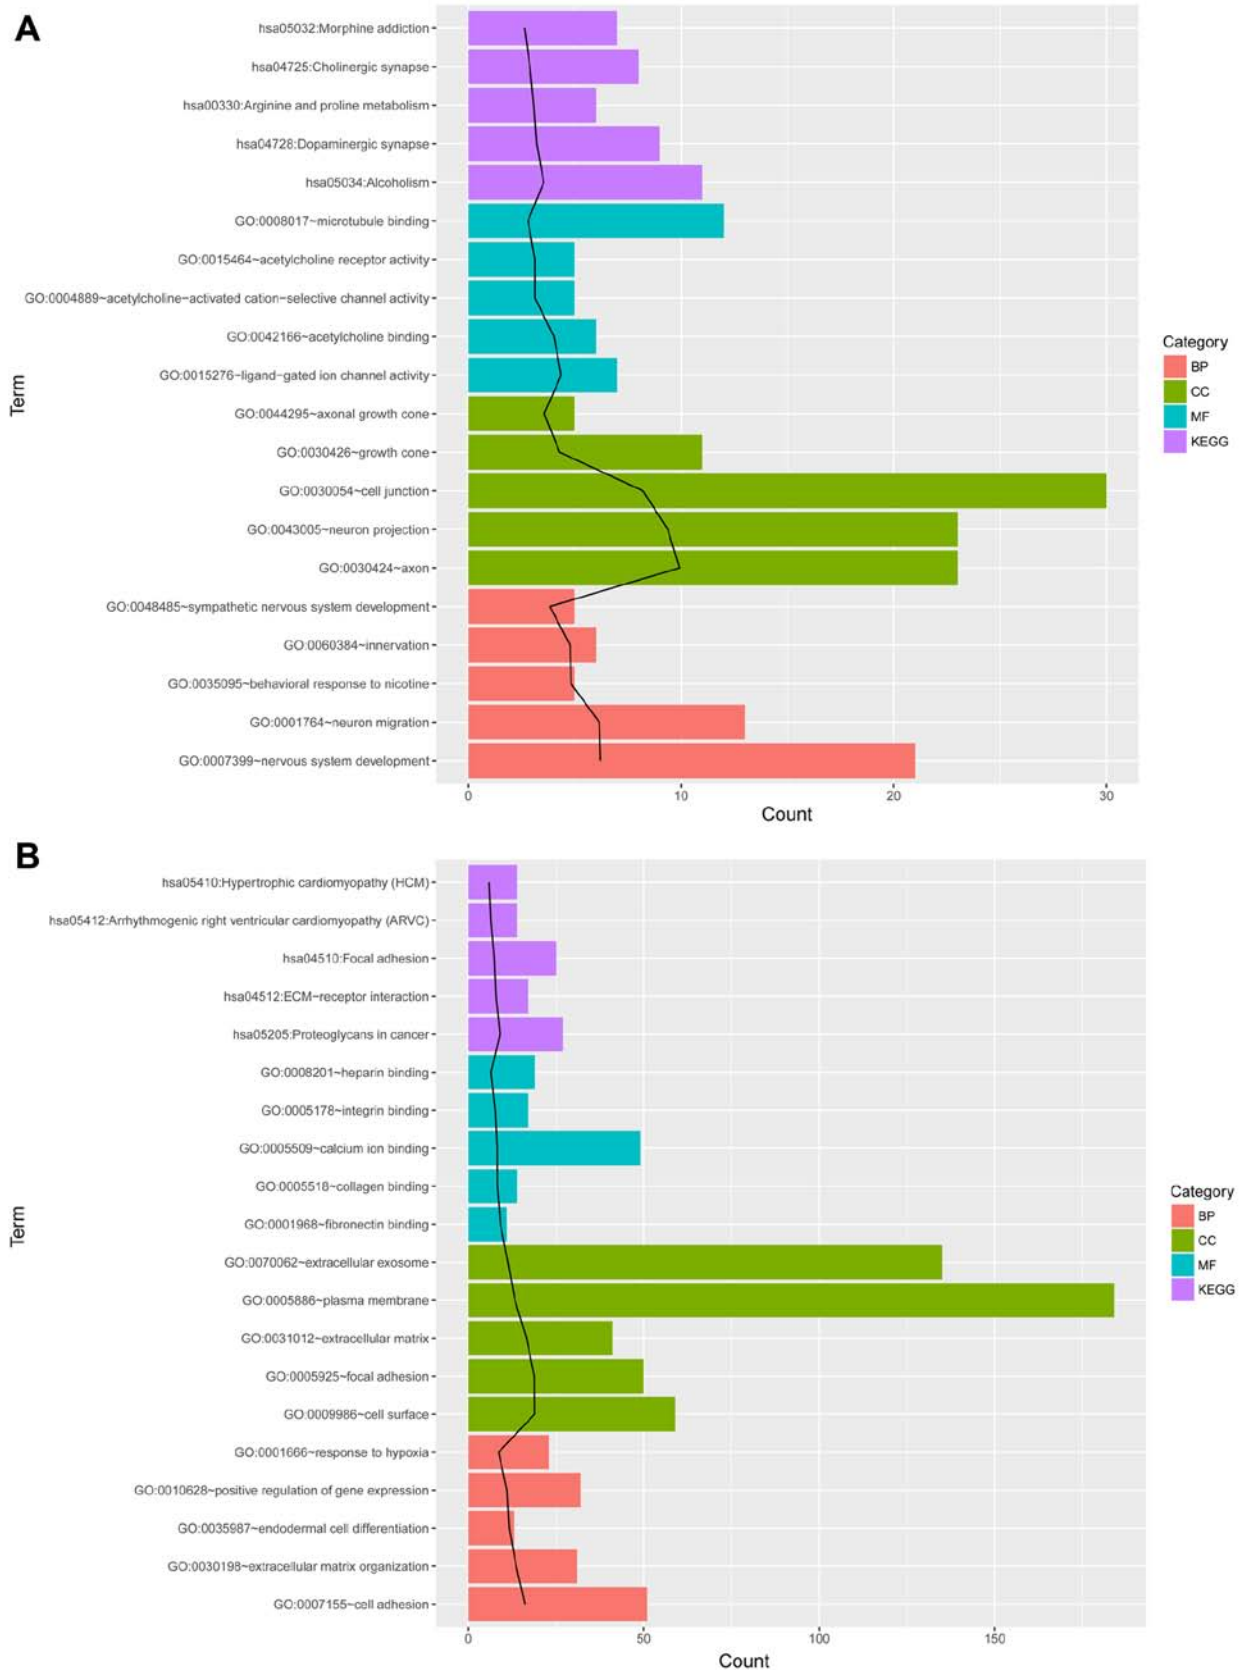 A
hsa05032:Morphine addiction
hsa04725:Cholinergic synapse
hsa00330:Arginine and proline metabolism
hsa04728:Dopaminergic synapse
hsa05034:Alcoholism
GO:0008017~microtubule binding
GO:0015464~acetylcholine receptor activity
GO:0004889~acetylcholine−activated cation−selective channel activity
GO:0042166~acetylcholine binding
GO:0015276~ligand−gated ion channel activity
GO:0044295~axonal growth cone
GO:0030426~growth cone
GO:0030054~cell junction
GO:0043005~neuron projection
GO:0030424~axon
GO:0048485~sympathetic nervous system development
GO:0060384~innervation
GO:0035095~behavioral response to nicotine
GO:0001764~neuron migration
GO:0007399~nervous system development
Term
0 10 20 30
Count
Category
BP
CC
MF
KEGG
B
hsa05410:Hypertrophic cardiomyopathy (HCM)
hsa05412:Arrhythmogenic right ventricular cardiomyopathy (ARVC)
hsa04510:Focal adhesion
hsa04512:ECM−receptor interaction
hsa05205:Proteoglycans in cancer
GO:0008201~heparin binding
GO:0005178~integrin binding
GO:0005509~calcium ion binding
GO:0005518~collagen binding
GO:0001968~fibronectin binding
GO:0070062~extracellular exosome
GO:0005886~plasma membrane
GO:0031012~extracellular matrix
GO:0005925~focal adhesion
GO:0009986~cell surface
GO:0001666~response to hypoxia
GO:0010628~positive regulation of gene expression
GO:0035987~endodermal cell differentiation
GO:0030198~extracellular matrix organization
GO:0007155~cell adhesion
Term
0 50 100 150
Count
Category
BP
CC
MF
KEGG